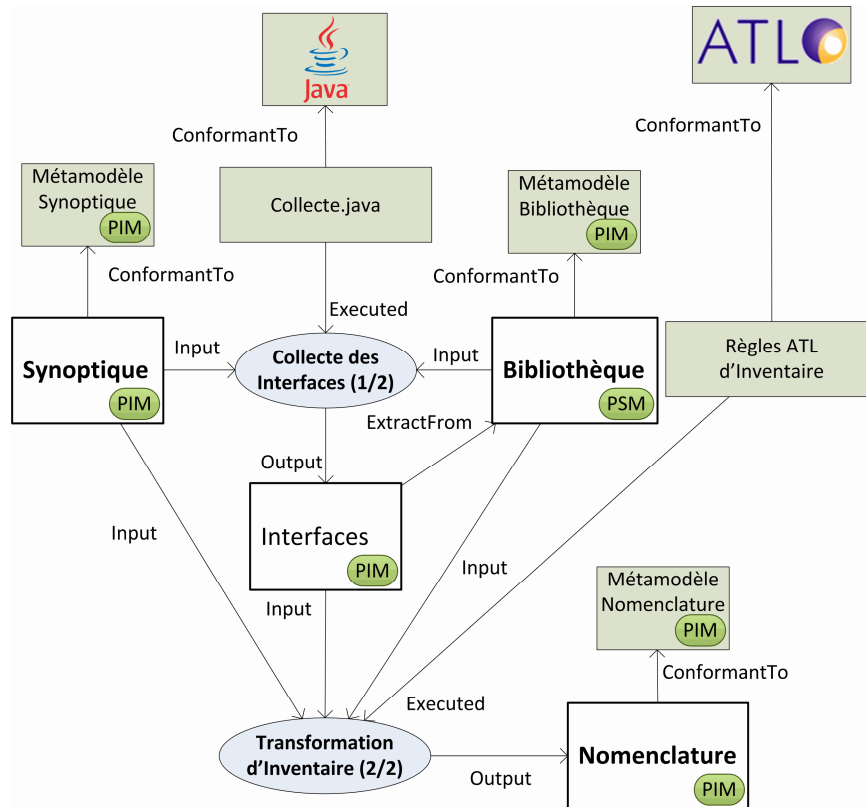 ATL
Java
ConformantTo
ConformantTo
Métamodèle
Synoptique
PIM
Collecte.java
Métamodèle
Bibliothèque
PIM
ConformantTo
ConformantTo
Executed
Synoptique
PIM
Input
Collecte des
Interfaces (1/2)
Input
Bibliothèque
PSM
Règles ATL
d'Inventaire
ExtractFrom
Output
Interfaces
PIM
Input
Input
Input
Métamodèle
Nomenclature
PIM
ConformantTo
Executed
Transformation
d'Inventaire (2/2)
Output
Nomenclature
PIM